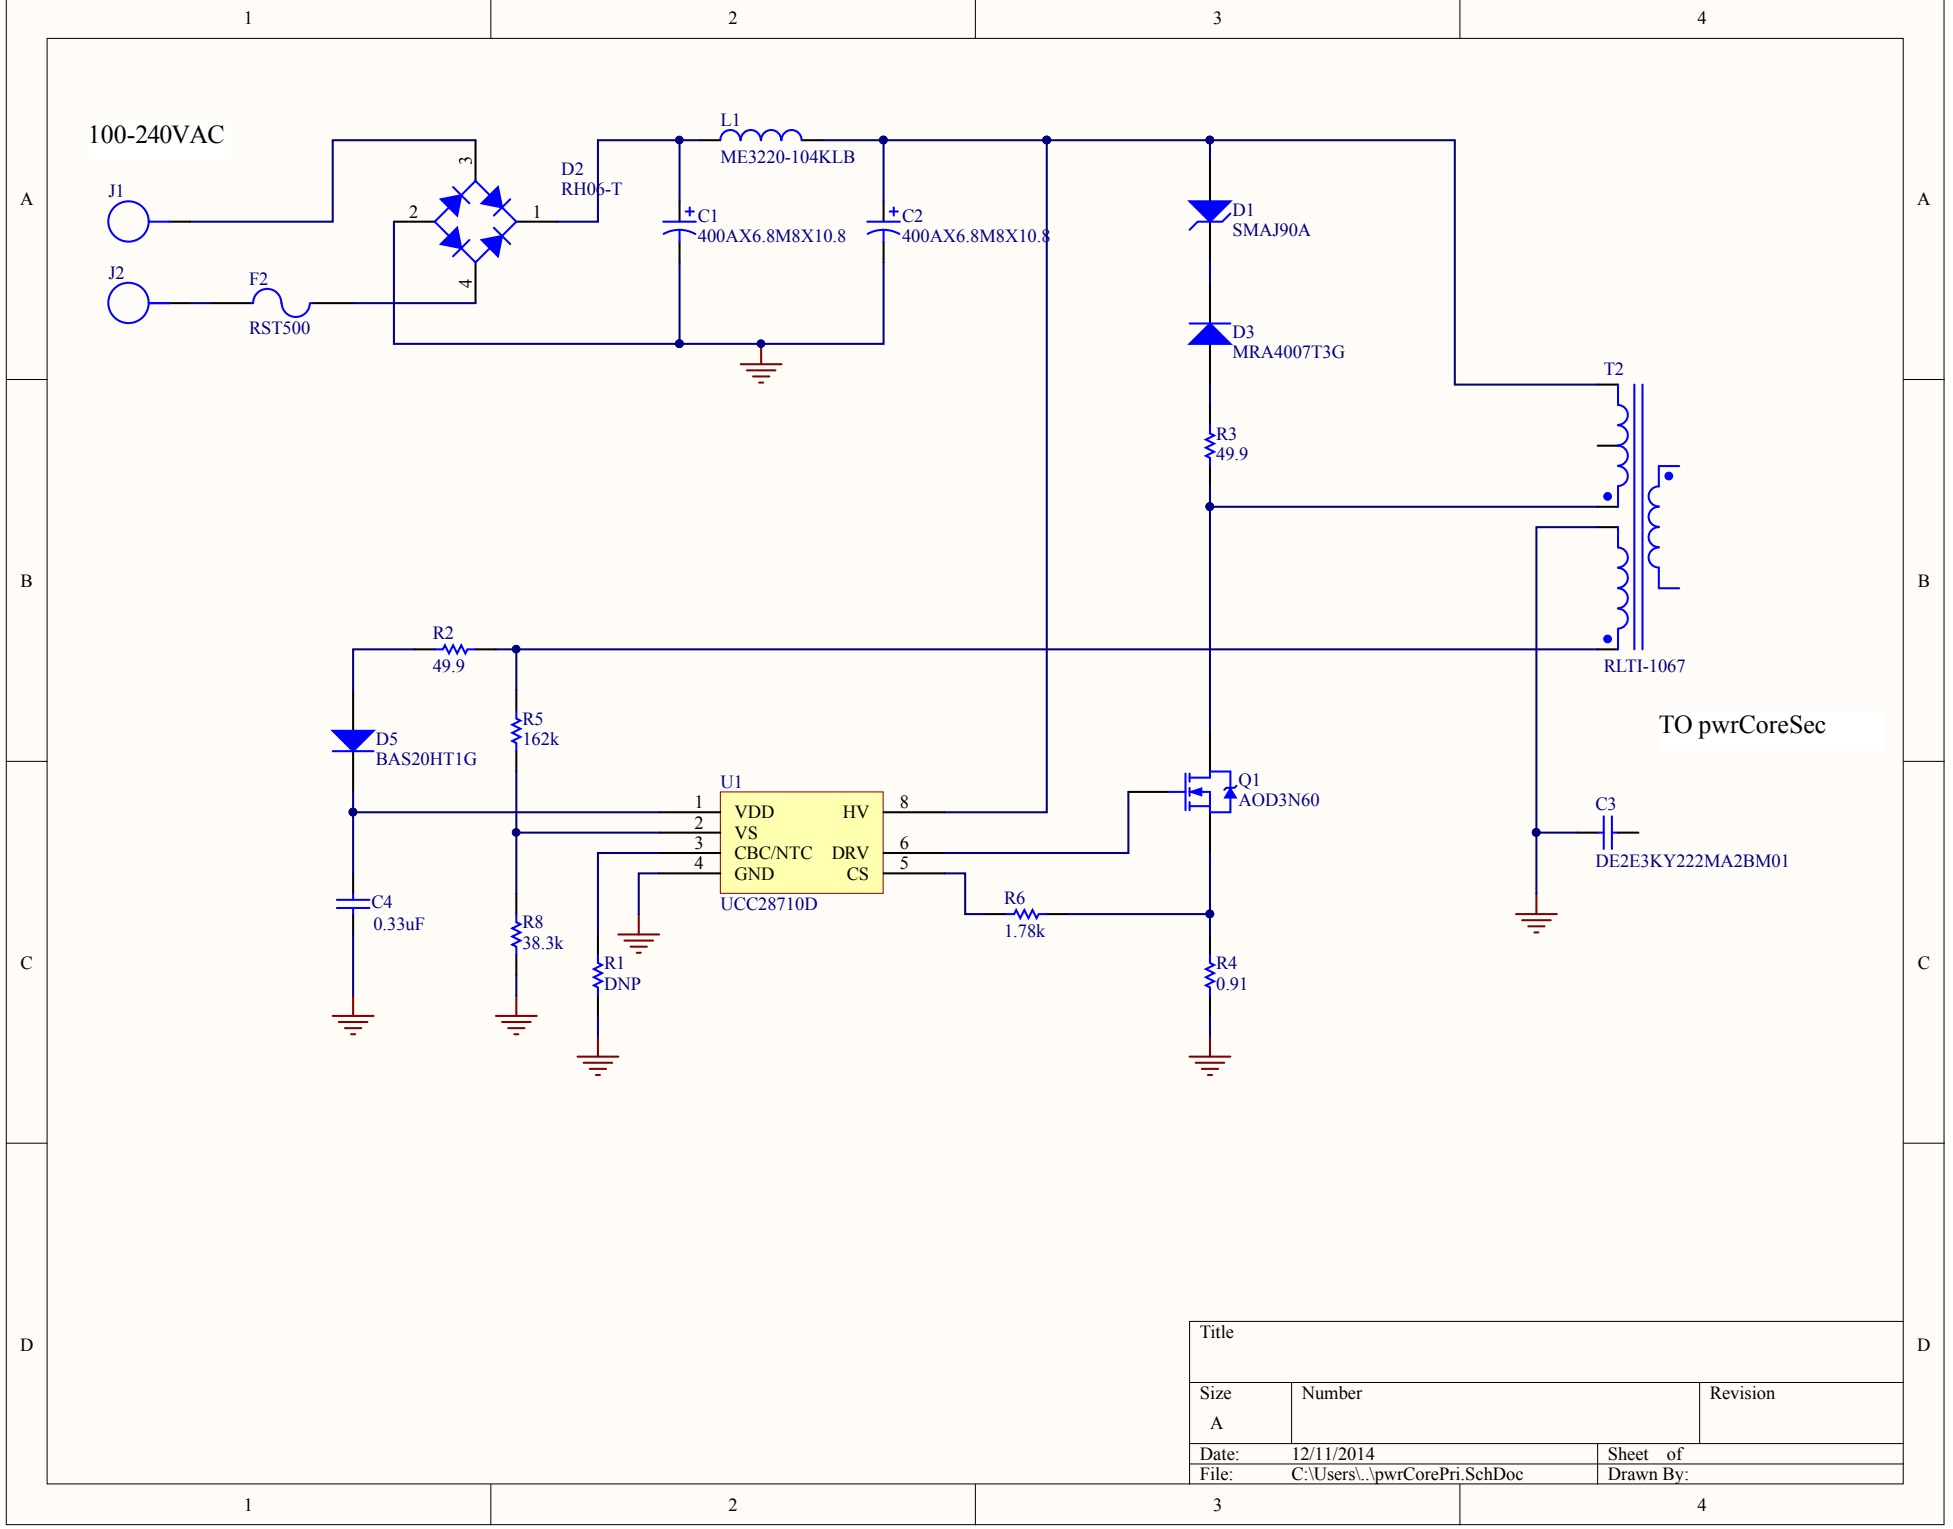 1 2 3 4
A A
B B
C C
D D
100-240VAC
J1
J2
F2
RST500
3
2
1
4
D2
RH06-T
L1
ME3220-104KLB
C1
400AX6.8M8X10.8
C2
400AX6.8M8X10.8
D1
SMAJ90A
D3
MRA4007T3G
R3
49.9
T2
RLTI-1067
TO pwrCoreSec
R2
49.9
D5
BAS20HT1G
R5
162k
C4
0.33uF
R8
38.3k
R1
DNP
U1
1 VDD HV 8
2 VS
3 CBC/NTC DRV 6
4 GND CS 5
UCC28710D
R6
1.78k
Q1
AOD3N60
R4
0.91
C3
DE2E3KY222MA2BM01
Title
Size Number Revision
A
Date: 12/11/2014 Sheet of
File: C:\Users\..\pwrCorePri.SchDoc Drawn By:
1 2 3 4